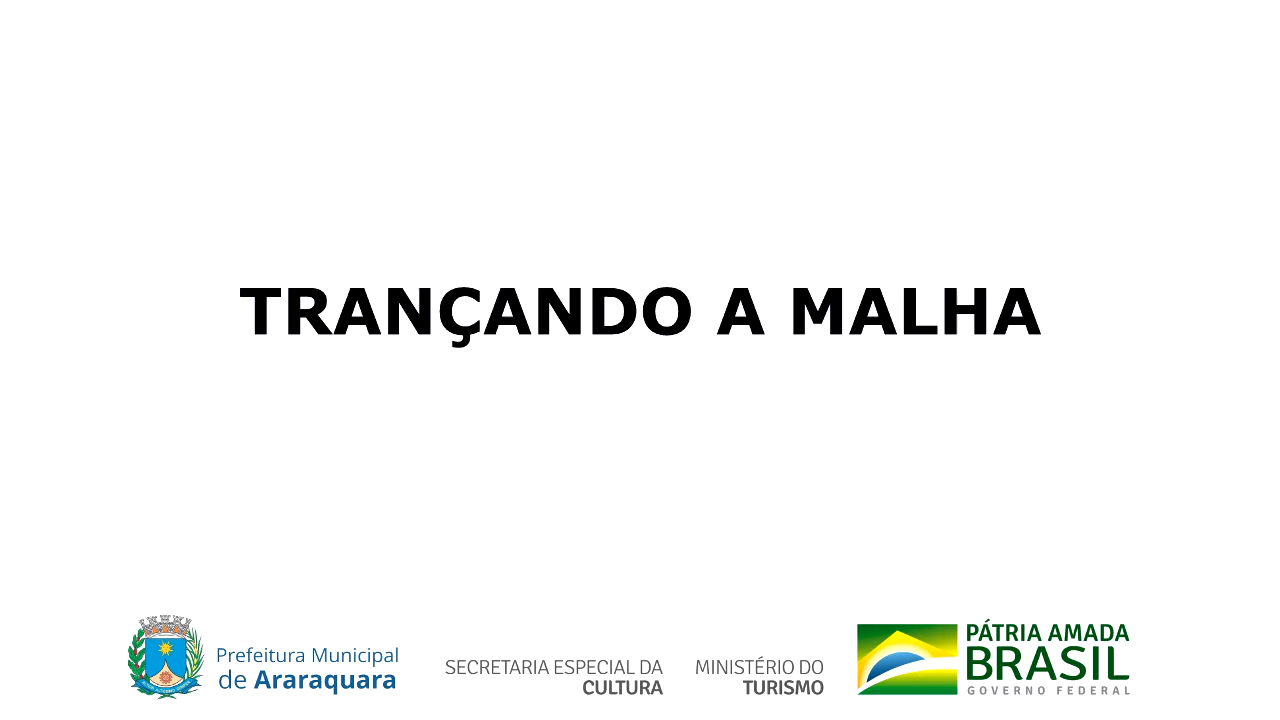 TRANÇANDO A MALHA
Prefeitura Municipal
de Araraquara
SECRETARIA ESPECIAL DA
CULTURA
MINISTÉRIO DO
TURISMO
PÁTRIA AMADA
BRASIL
GOVERNO FEDERAL